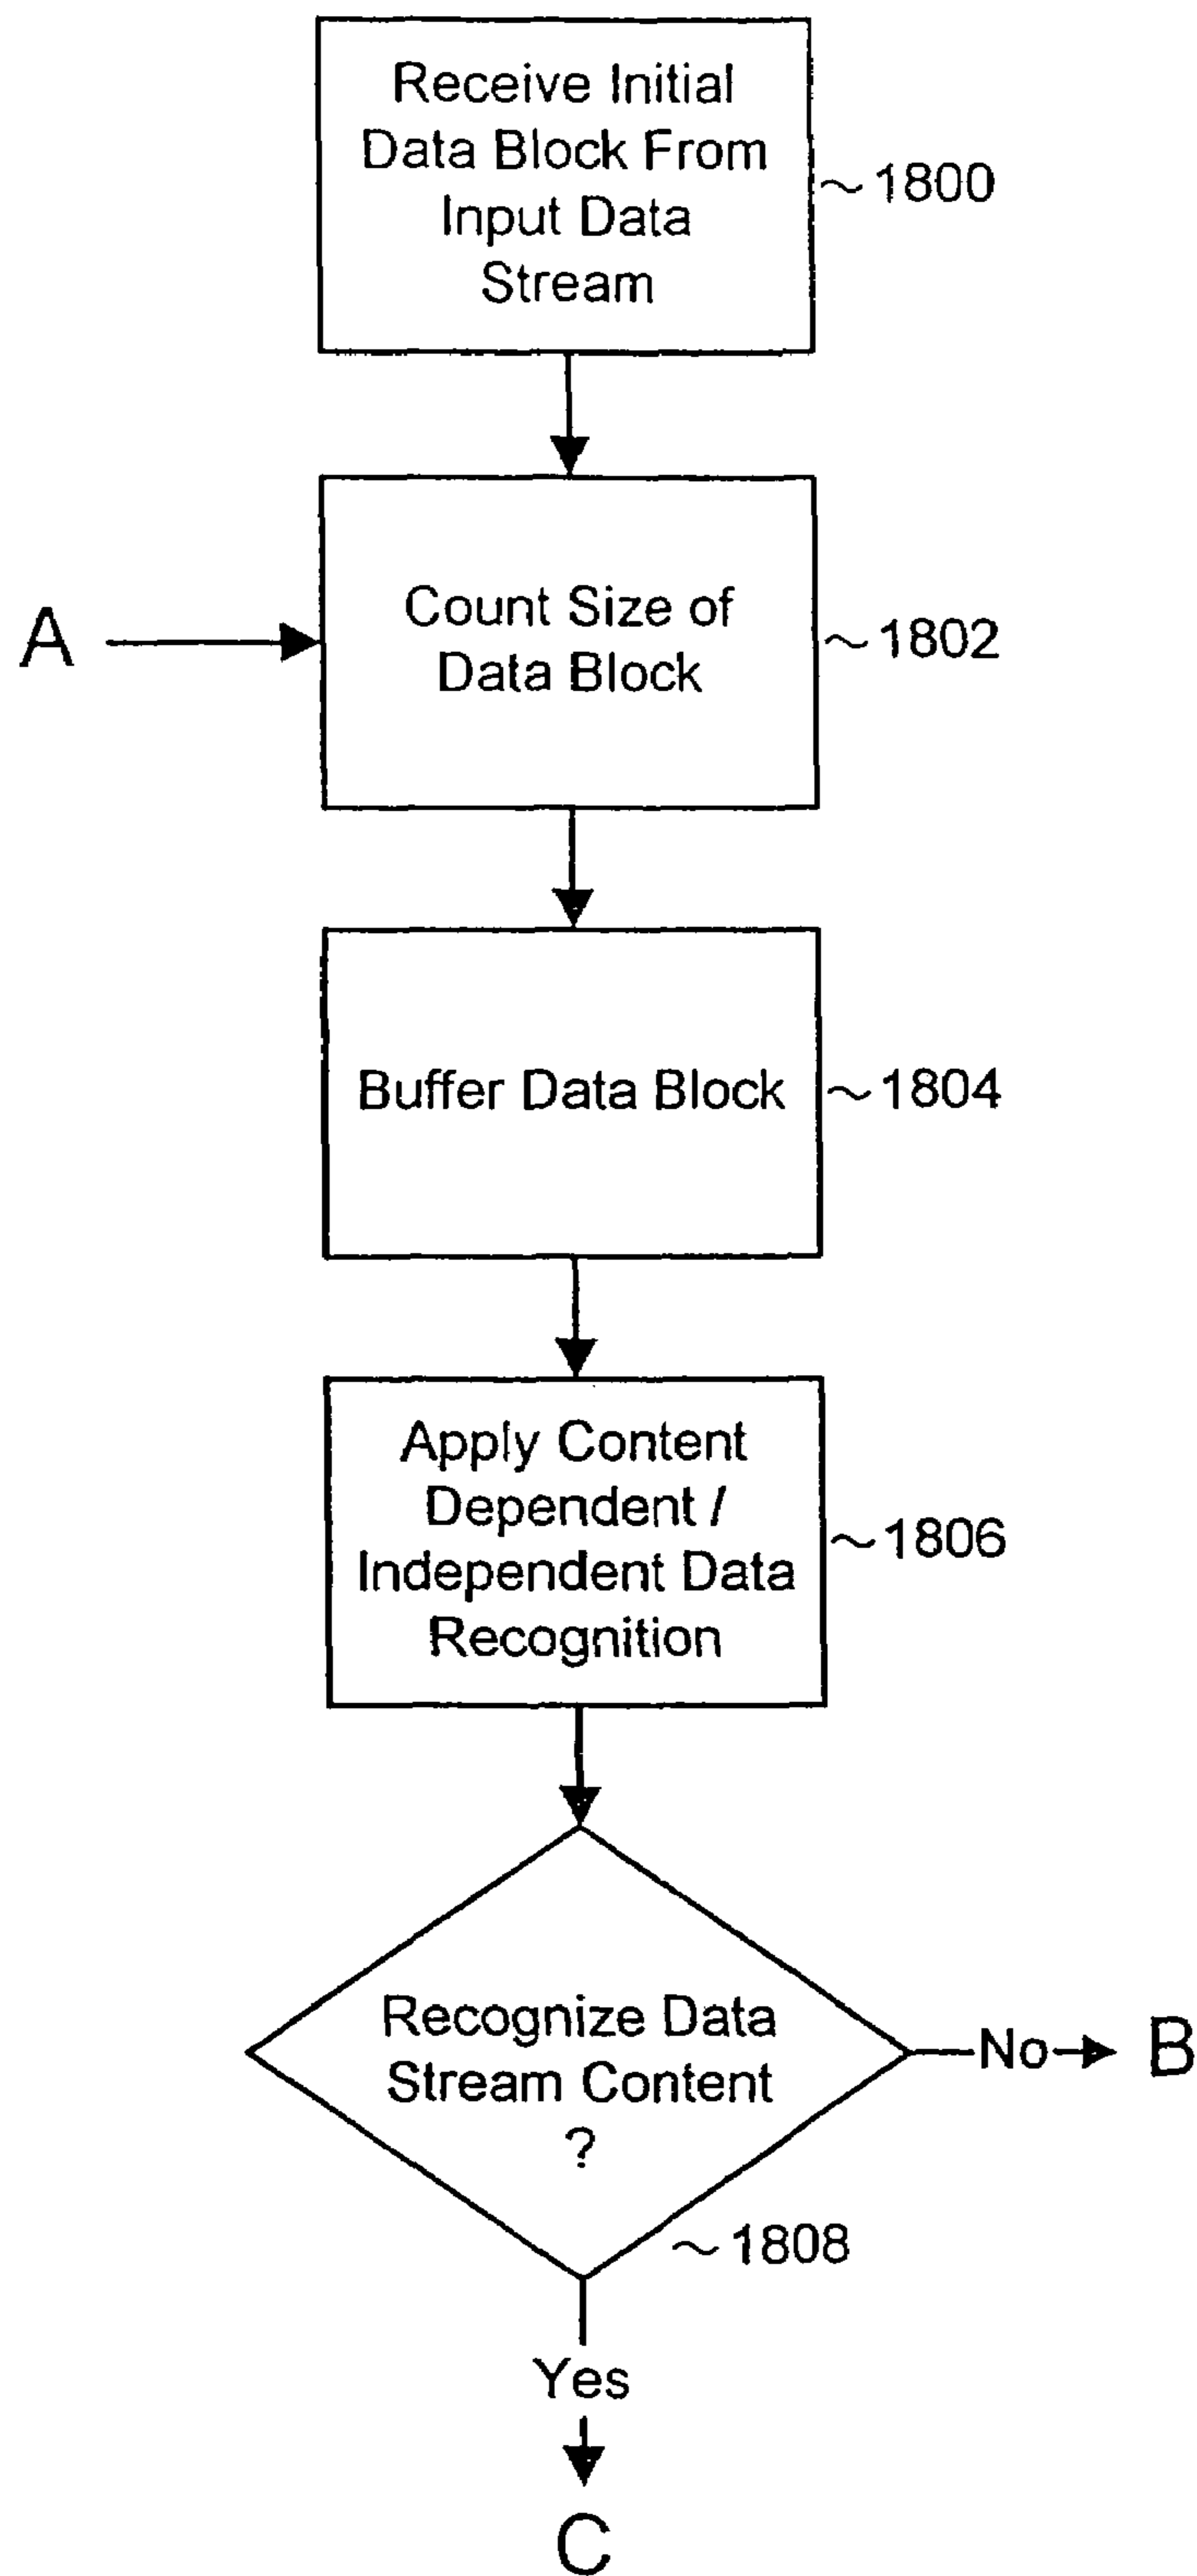 Receive Initial
Data Block From
Input Data
Stream
~1800
A
Count Size of
Data Block
~1802
Buffer Data Block
~1804
Apply Content
Dependent /
Independent Data
Recognition
~1806
Recognize Data
Stream Content
?
~1808
No
B
Yes
C